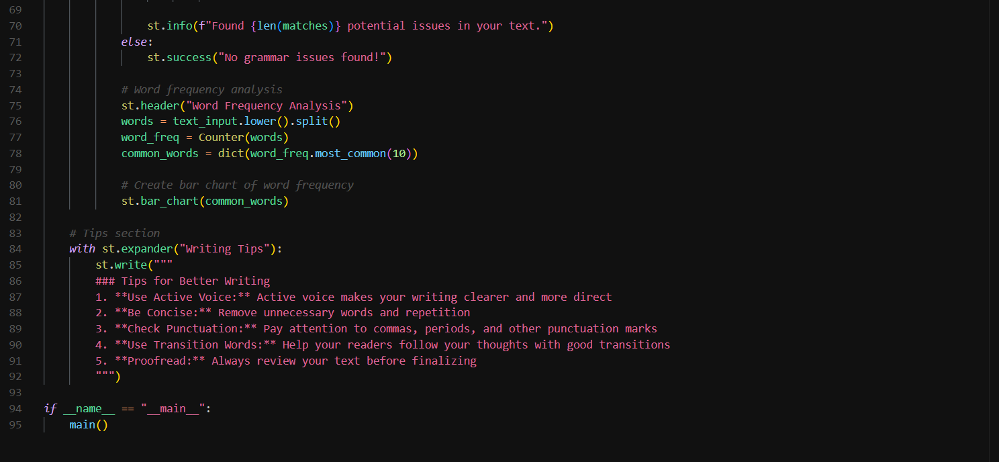 69
70 st.info(f"Found {len(matches)} potential issues in your text.")
71 else:
72 st.success("No grammar issues found!")
73
74 # Word frequency analysis
75 st.header("Word Frequency Analysis")
76 words = text_input.lower().split()
77 word_freq = Counter(words)
78 common_words = dict(word_freq.most_common(10))
79
80 # Create bar chart of word frequency
81 st.bar_chart(common_words)
82
83 # Tips section
84 with st.expander("Writing Tips"):
85 st.write("""
86 ### Tips for Better Writing
87 1. **Use Active Voice:** Active voice makes your writing clearer and more direct
88 2. **Be Concise:** Remove unnecessary words and repetition
89 3. **Check Punctuation:** Pay attention to commas, periods, and other punctuation marks
90 4. **Use Transition Words:** Help your readers follow your thoughts with good transitions
91 5. **Proofread:** Always review your text before finalizing
92 """)
93
94 if __name__ == "__main__":
95 main()